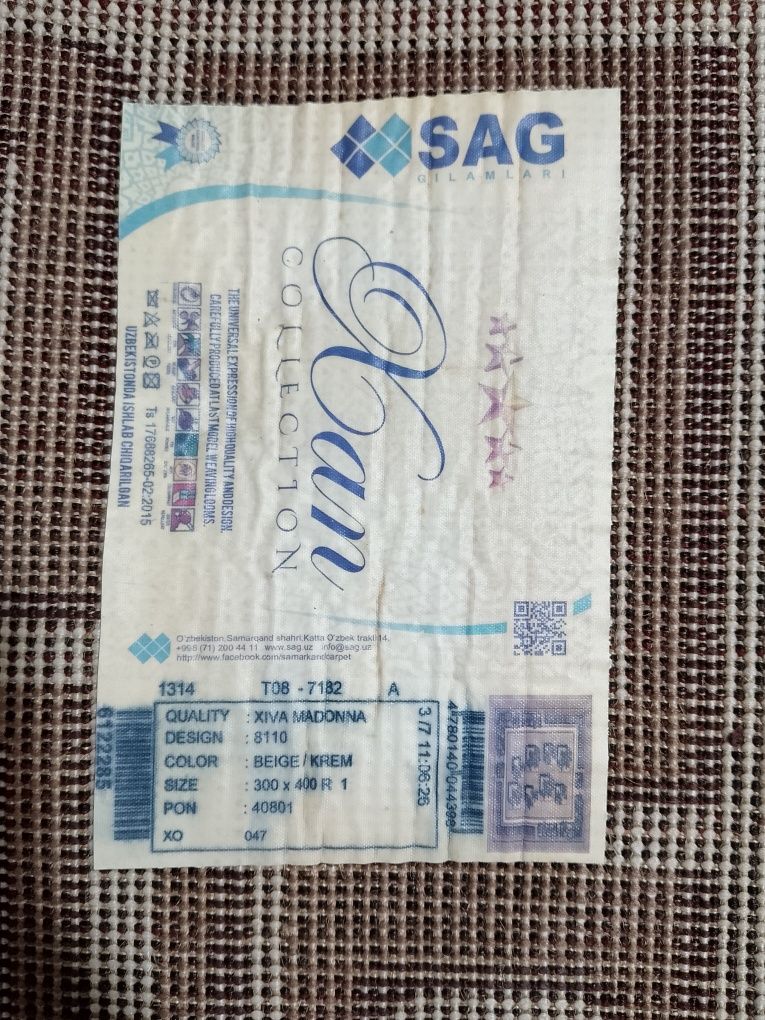 SAG
GILAMLARI
Xan
COLLECTION
THE UNIVERSAL EXPRESSION OF HIGH QUALITY AND DESIGN.
CAREFULLY PRODUCED AT LAST MODEL WEAVING LOOMS.
Ts 17688265-02:2015
UZBEKISTONDA ISHLAB CHIQARILGAN
O'zbekiston, Samarqand shahri, Katta O'zbek trakti 14,
+998 (71) 200 44 11 www.sag.uz info@sag.uz
http://www.facebook.com/samarkandcarpet
1314 T08 - 7182 A
QUALITY : XIVA MADONNA
DESIGN : 8110
COLOR : BEIGE / KREM
SIZE : 300 x 400 R 1
PON : 40801
XO 047
3/7 11:06:26
6172285